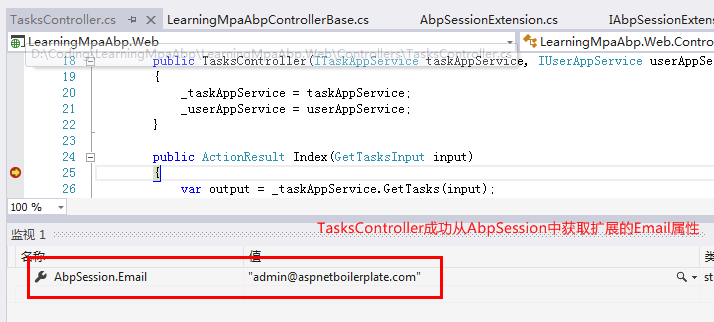 TasksController.cs LearningMpaAbpControllerBase.cs AbpSessionExtension.cs IAbpSessionExten
LearningMpaAbp.Web LearningMpaAbp.Web.Contro
D:\Coding\LearningMpaAbp\LearningMpaAbp.Web\Controllers\TasksController.cs
18 public TasksController(ITaskAppService taskAppService, IUserAppService userAppSe
19 {
20 _taskAppService = taskAppService;
21 _userAppService = userAppService;
22 }
23
24 public ActionResult Index(GetTasksInput input)
25 {
26 var output = _taskAppService.GetTasks(input);
100 %
监视 1
TasksController成功从AbpSession中获取扩展的Email属性
名称 值 类
AbpSession.Email "admin@aspnetboilerplate.com" st